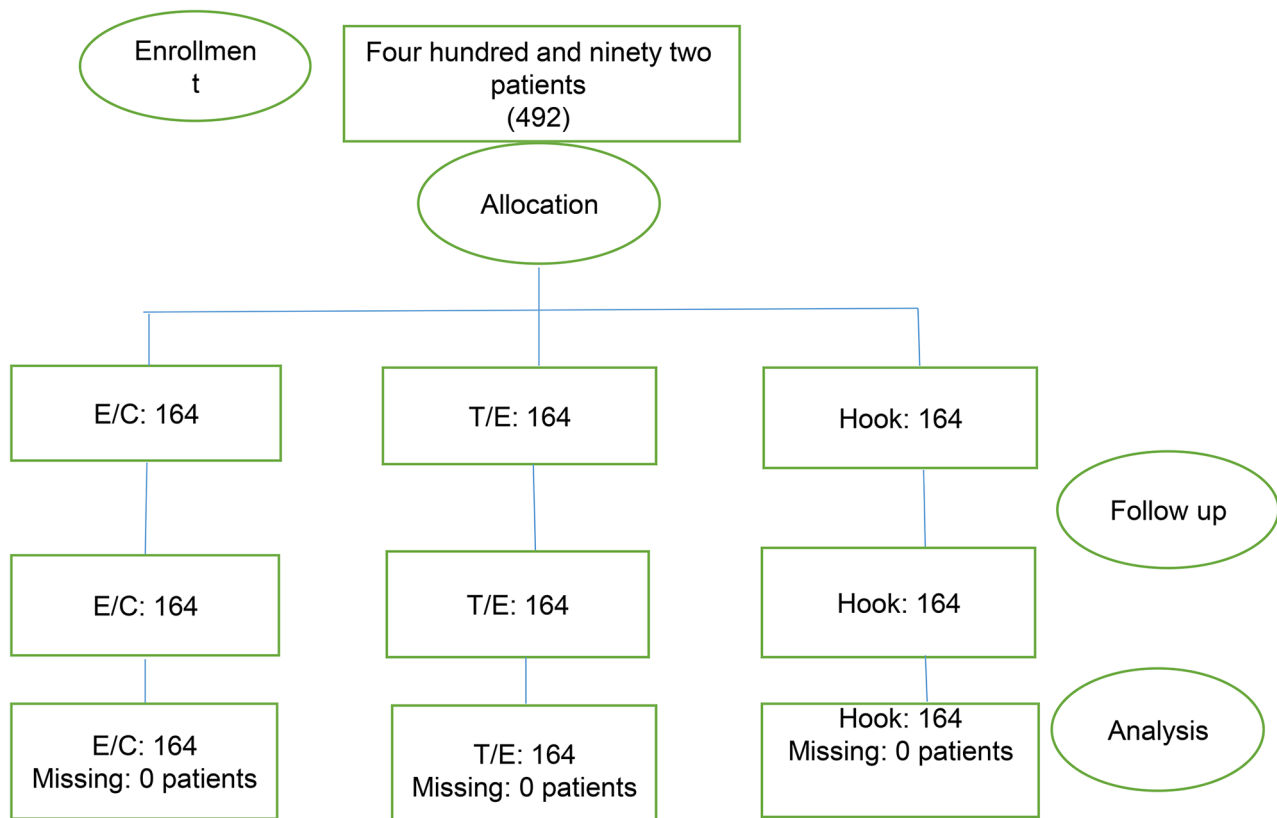 Enrollmen
t
Four hundred and ninety two
patients
(492)
Allocation
E/C: 164
T/E: 164
Hook: 164
Follow up
E/C: 164
T/E: 164
Hook: 164
E/C: 164
Missing: 0 patients
T/E: 164
Missing: 0 patients
Hook: 164
Missing: 0 patients
Analysis